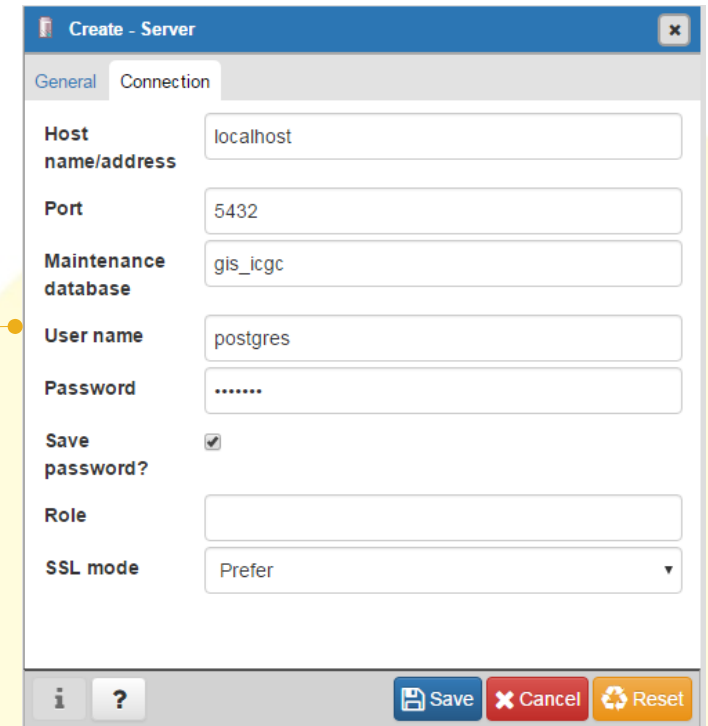 Create - Server
General Connection
Host name/address
localhost
Port
5432
Maintenance database
gis_icgc
User name
postgres
Password
•••••••
Save password?
Role
SSL mode
Prefer
i ? Save Cancel Reset